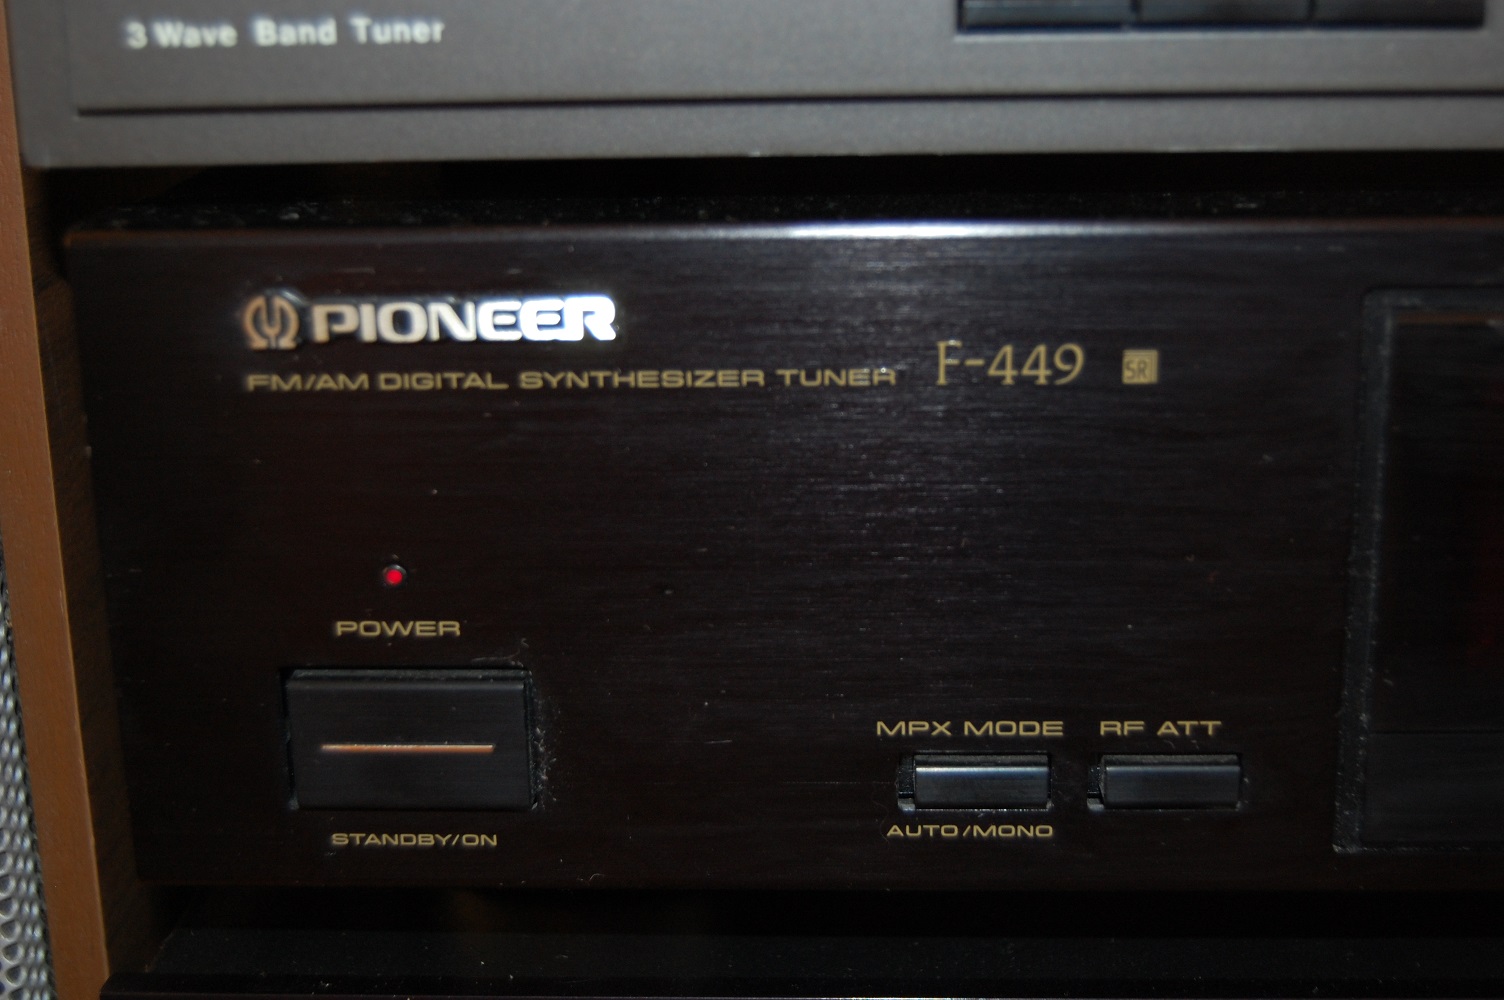 3 Wave Band Tuner
PIONEER
FM/AM DIGITAL SYNTHESIZER TUNER F-449 SR
POWER
MPX MODE RF ATT
AUTO/MONO
STANDBY/ON